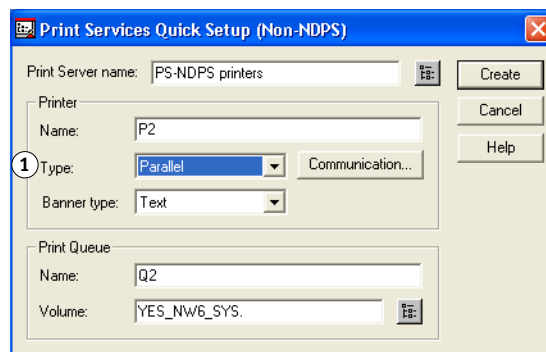 Print Services Quick Setup (Non-NDPS)
Print Server name: PS-NDPS printers Create
Printer Cancel
Name: P2 Help
1 Type: Parallel Communication...
Banner type: Text
Print Queue
Name: Q2
Volume: YES_NW6_SYS.